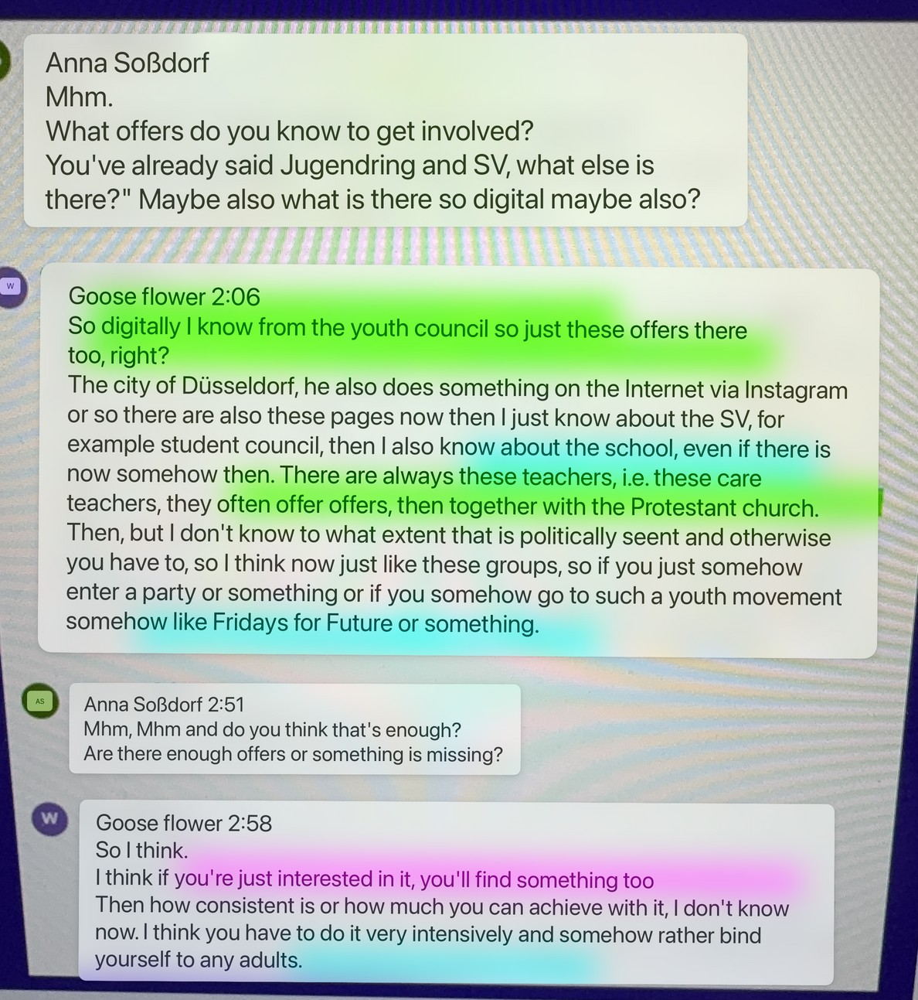 Anna Soßdorf
Mhm.
What offers do you know to get involved?
You've already said Jugendring and SV, what else is
there?" Maybe also what is there so digital maybe also?
W
Goose flower 2:06
So digitally I know from the youth council so just these offers there
too, right?
The city of Düsseldorf, he also does something on the Internet via Instagram
or so there are also these pages now then I just know about the SV, for
example student council, then I also know about the school, even if there is
now somehow then. There are always these teachers, i.e. these care
teachers, they often offer offers, then together with the Protestant church.
Then, but I don't know to what extent that is politically seent and otherwise
you have to, so I think now just like these groups, so if you just somehow
enter a party or something or if you somehow go to such a youth movement
somehow like Fridays for Future or something.
AS
Anna Soßdorf 2:51
Mhm, Mhm and do you think that's enough?
Are there enough offers or something is missing?
W
Goose flower 2:58
So I think.
I think if you're just interested in it, you'll find something too
Then how consistent is or how much you can achieve with it, I don't know
now. I think you have to do it very intensively and somehow rather bind
yourself to any adults.